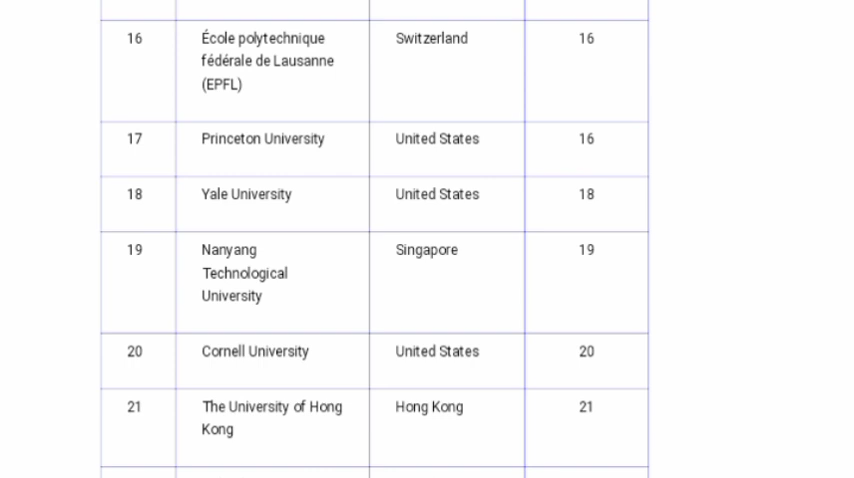 16 École polytechnique Switzerland 16
fédérale de Lausanne
(EPFL)
17 Princeton University United States 16
18 Yale University United States 18
19 Nanyang Singapore 19
Technological
University
20 Cornell University United States 20
21 The University of Hong Hong Kong 21
Kong